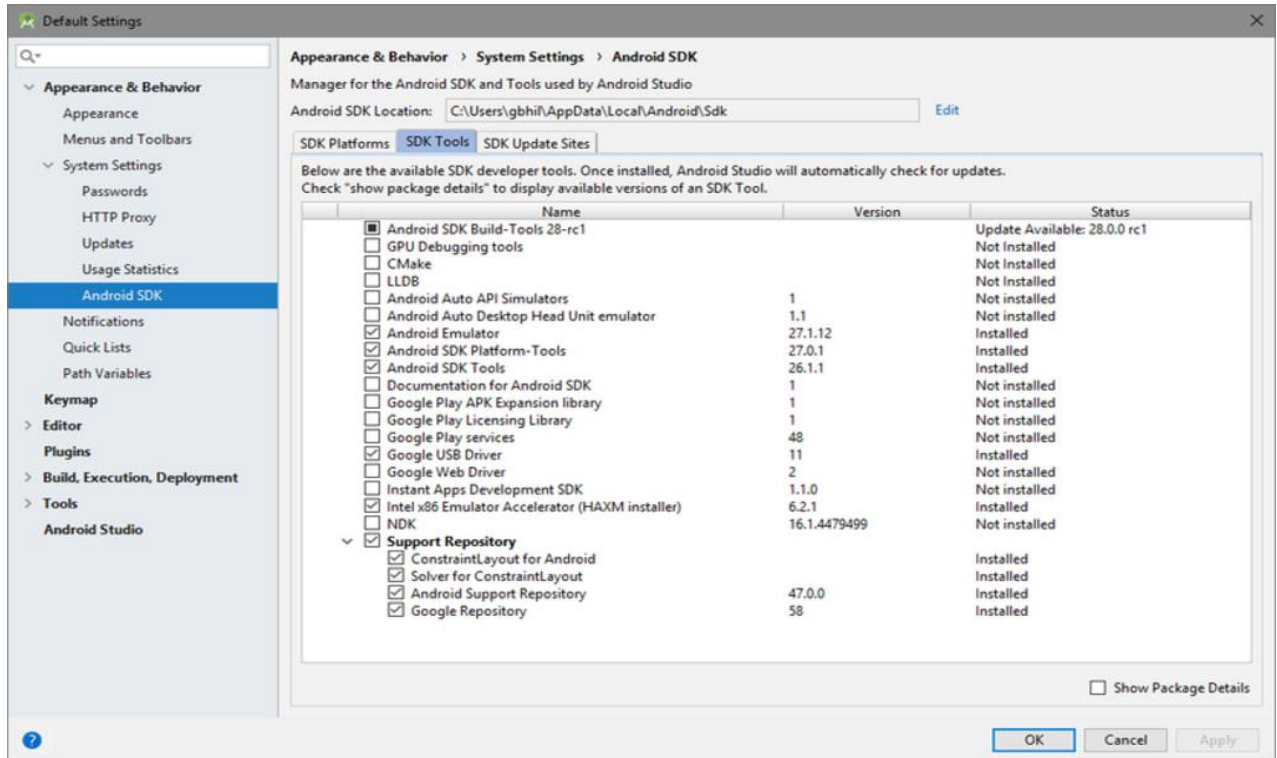 Default Settings
Appearance & Behavior
Appearance
Menus and Toolbars
System Settings
Passwords
HTTP Proxy
Updates
Usage Statistics
Android SDK
Notifications
Quick Lists
Path Variables
Keymap
Editor
Plugins
Build, Execution, Deployment
Tools
Android Studio
Appearance & Behavior > System Settings > Android SDK
Manager for the Android SDK and Tools used by Android Studio
Android SDK Location: C:\Users\gbhil\AppData\Local\Android\Sdk Edit
SDK Platforms SDK Tools SDK Update Sites
Below are the available SDK developer tools. Once installed, Android Studio will automatically check for updates.
Check "show package details" to display available versions of an SDK Tool.
Name Version Status
Android SDK Build-Tools 28-rc1 Update Available: 28.0.0 rc1
GPU Debugging tools Not Installed
CMake Not Installed
LLDB Not Installed
Android Auto API Simulators 1 Not installed
Android Auto Desktop Head Unit emulator 1.1 Not installed
Android Emulator 27.1.12 Installed
Android SDK Platform-Tools 27.0.1 Installed
Android SDK Tools 26.1.1 Installed
Documentation for Android SDK 1 Not installed
Google Play APK Expansion library 1 Not installed
Google Play Licensing Library 1 Not installed
Google Play services 48 Not installed
Google USB Driver 11 Installed
Google Web Driver 2 Not installed
Instant Apps Development SDK 1.1.0 Not installed
Intel x86 Emulator Accelerator (HAXM installer) 6.2.1 Installed
NDK 16.1.4479499 Not installed
Support Repository
ConstraintLayout for Android Installed
Solver for ConstraintLayout Installed
Android Support Repository 47.0.0 Installed
Google Repository 58 Installed
Show Package Details
? OK Cancel Apply